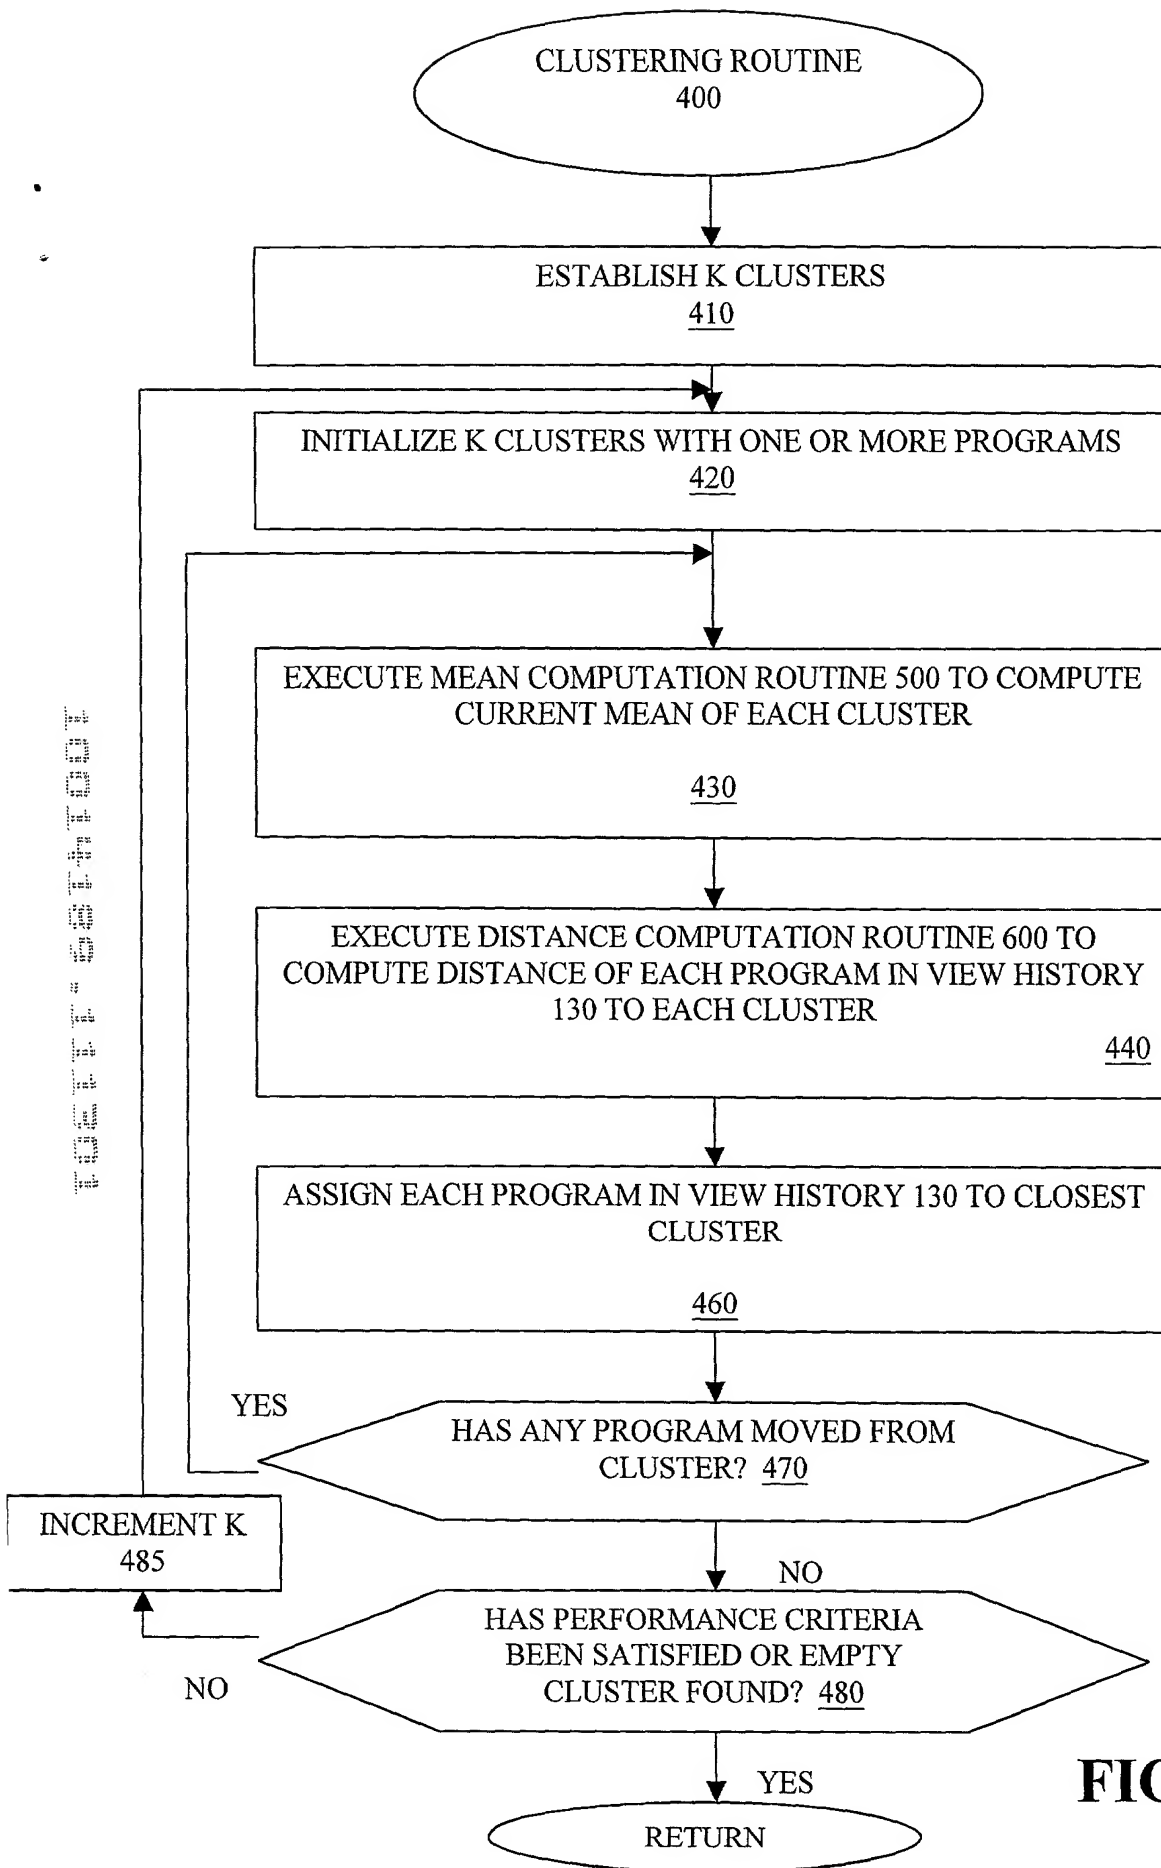 CLUSTERING ROUTINE
400
ESTABLISH K CLUSTERS
410
INITIALIZE K CLUSTERS WITH ONE OR MORE PROGRAMS
420
EXECUTE MEAN COMPUTATION ROUTINE 500 TO COMPUTE
CURRENT MEAN OF EACH CLUSTER
430
EXECUTE DISTANCE COMPUTATION ROUTINE 600 TO
COMPUTE DISTANCE OF EACH PROGRAM IN VIEW HISTORY
130 TO EACH CLUSTER
440
ASSIGN EACH PROGRAM IN VIEW HISTORY 130 TO CLOSEST
CLUSTER
460
YES
HAS ANY PROGRAM MOVED FROM
CLUSTER? 470
INCREMENT K
485
NO
HAS PERFORMANCE CRITERIA
BEEN SATISFIED OR EMPTY
CLUSTER FOUND? 480
NO
YES
RETURN